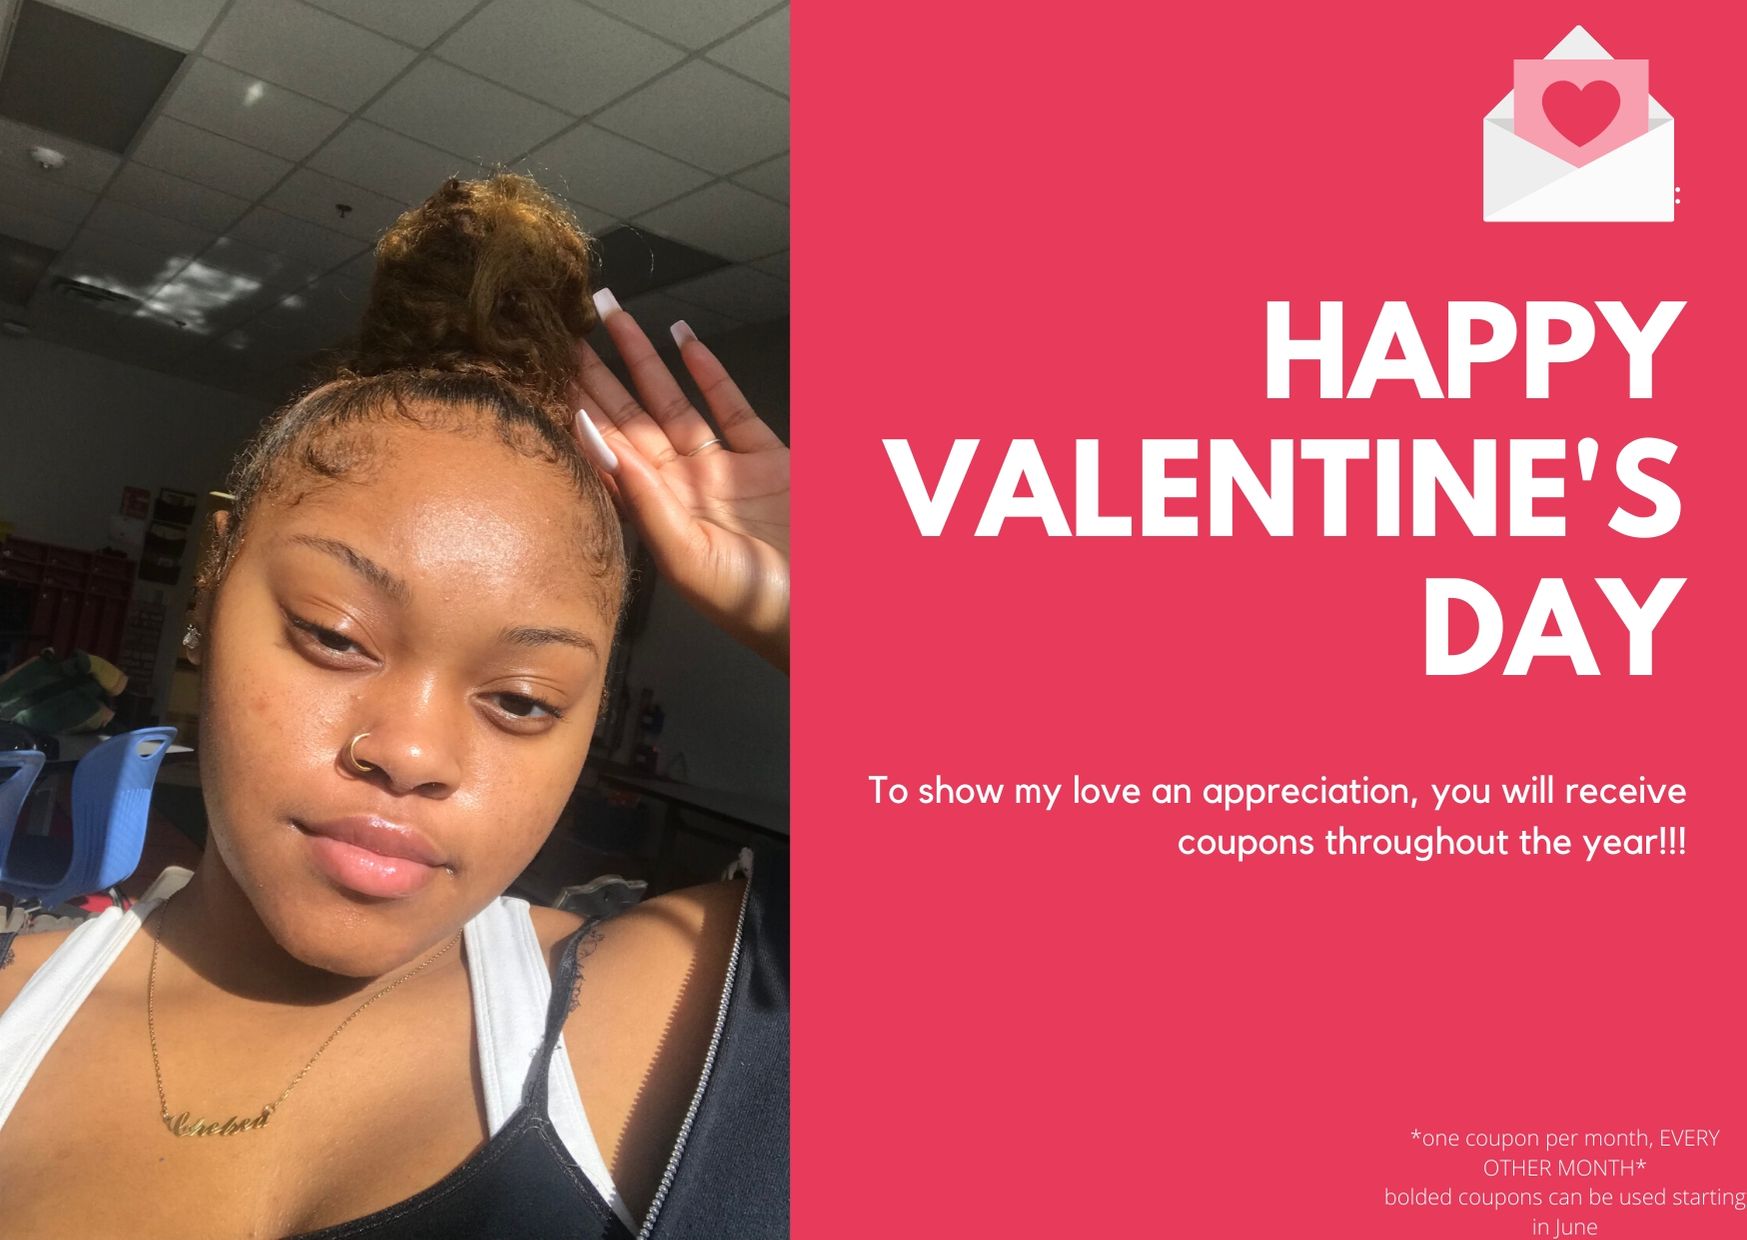 HAPPY
VALENTINE'S
DAY
To show my love an appreciation, you will receive
coupons throughout the year!!!
*one coupon per month, EVERY
OTHER MONTH*
bolded coupons can be used starting
in June